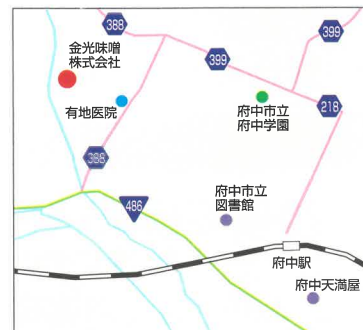 388
399
金光味噌
株式会社
399
有地医院
府中市立
府中学園
218
388
486
府中市立
図書館
府中駅
府中天満屋